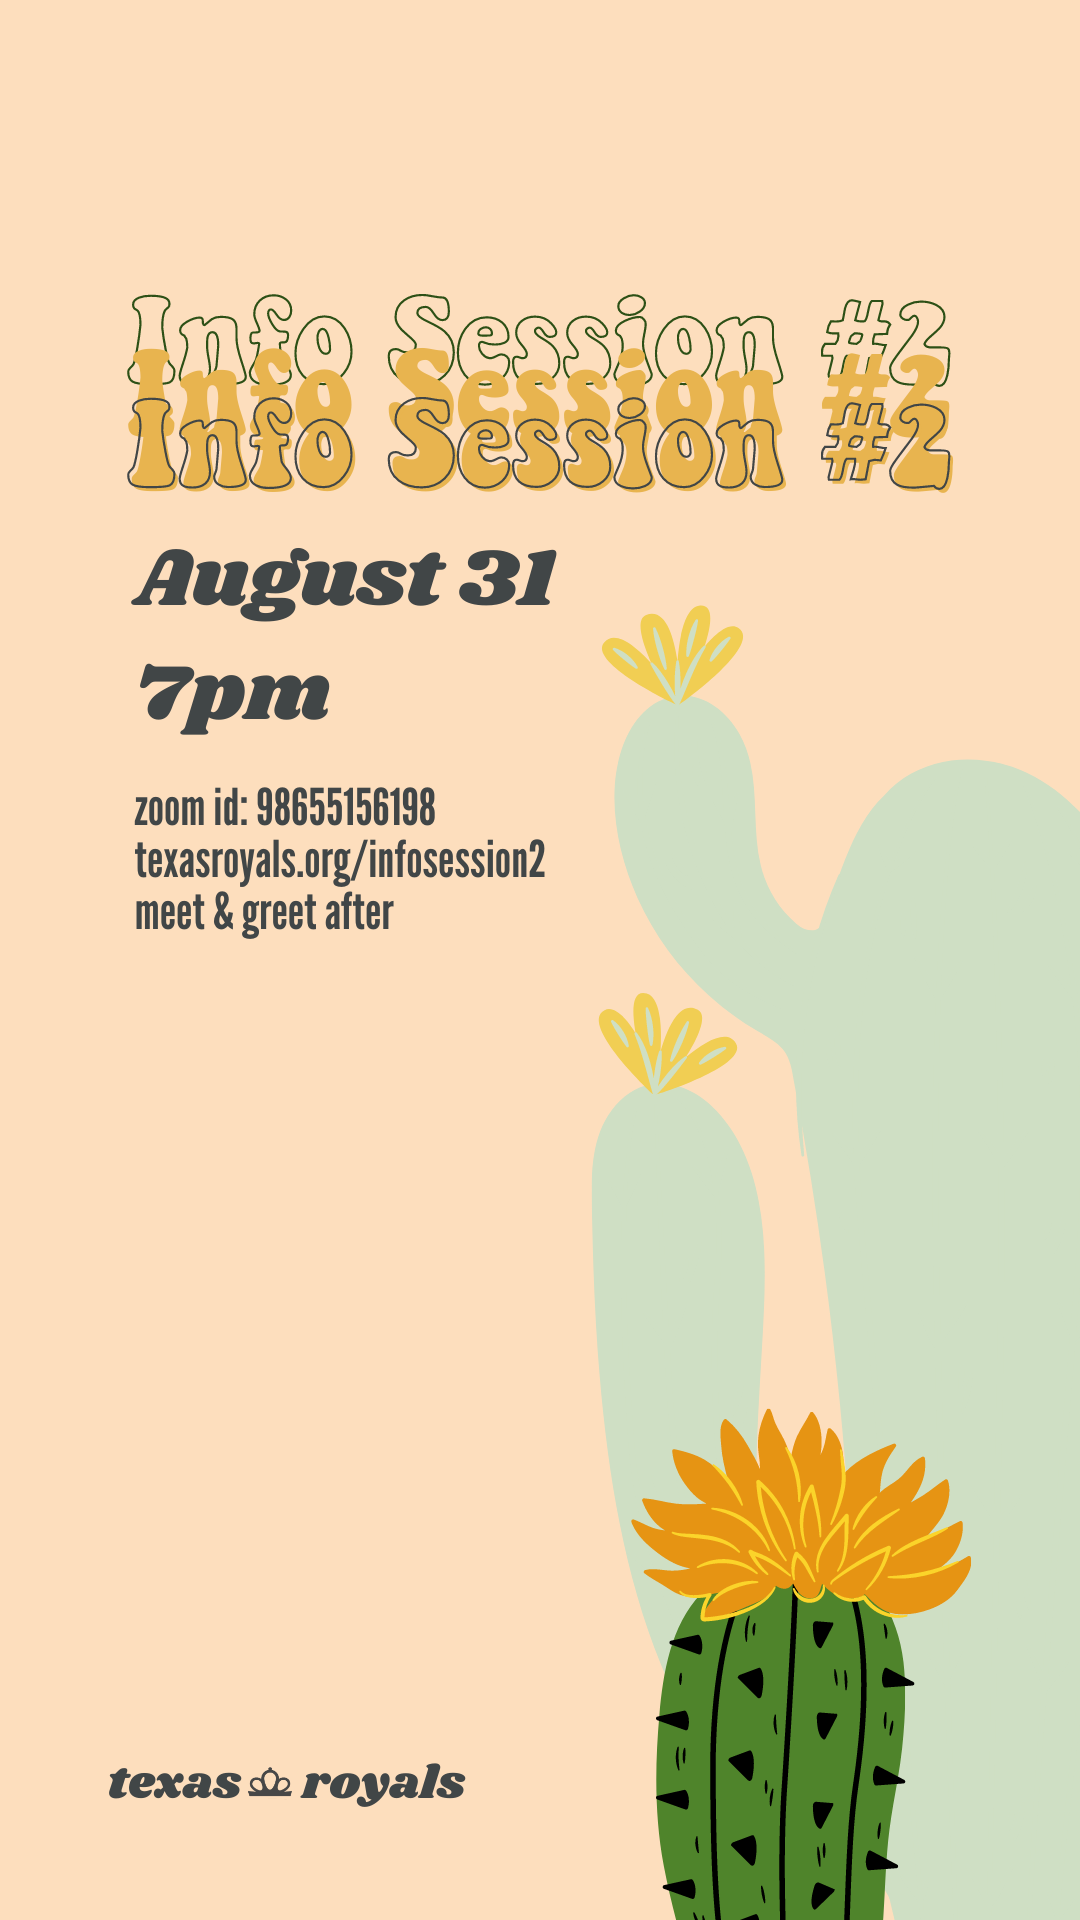 Info Session #2
Info Session #2
Info Session #2
August 31
7pm
zoom id: 98655156198
texasroyals.org/infosession2
meet & greet after
texas royals